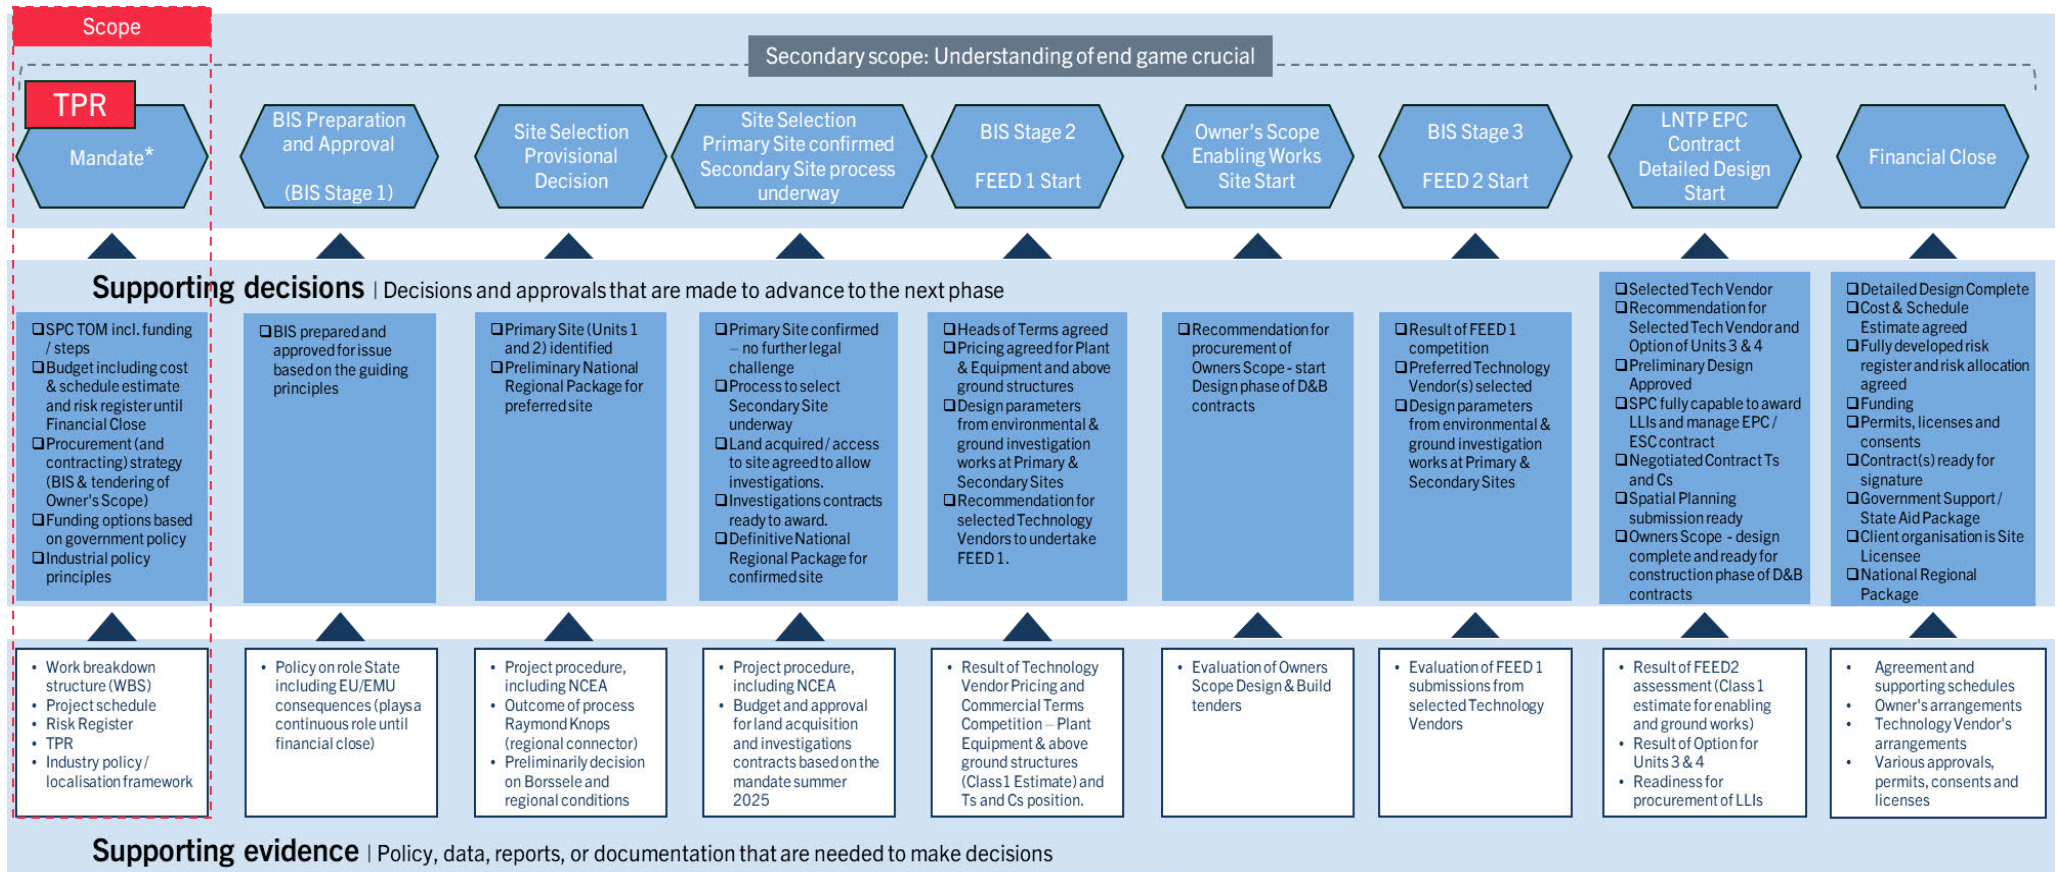 Scope
Secondary scope: Understanding of end game crucial
TPR
Mandate*
BIS Preparation
and Approval
(BIS Stage 1)
Site Selection
Provisional
Decision
Site Selection
Primary Site confirmed
Secondary Site process
underway
BIS Stage 2
FEED 1 Start
Owner's Scope
Enabling Works
Site Start
BIS Stage 3
FEED 2 Start
LNTP EPC
Contract
Detailed Design
Start
Financial Close
Supporting decisions | Decisions and approvals that are made to advance to the next phase
❑SPC TOM incl. funding
/ steps
❑Budget including cost
& schedule estimate
and risk register until
Financial Close
❑Procurement (and
contracting) strategy
(BIS & tendering of
Owner's Scope)
❑Funding options based
on government policy
❑Industrial policy
principles
❑BIS prepared and
approved for issue
based on the guiding
principles
❑Primary Site (Units 1
and 2) identified
❑Preliminary National
Regional Package for
preferred site
❑Primary Site confirmed
– no further legal
challenge
❑Process to select
Secondary Site
underway
❑Land acquired / access
to site agreed to allow
investigations.
❑Investigations contracts
ready to award.
❑Definitive National
Regional Package for
confirmed site
❑Heads of Terms agreed
❑Pricing agreed for Plant
& Equipment and above
ground structures
❑Design parameters
from environmental &
ground investigation
works at Primary &
Secondary Sites
❑Recommendation for
selected Technology
Vendors to undertake
FEED 1.
❑Recommendation for
procurement of
Owners Scope - start
Design phase of D&B
contracts
❑Result of FEED 1
competition
❑Preferred Technology
Vendor(s) selected
❑Design parameters
from environmental &
ground investigation
works at Primary &
Secondary Sites
❑Selected Tech Vendor
❑Recommendation for
Selected Tech Vendor and
Option of Units 3 & 4
❑Preliminary Design
Approved
❑SPC fully capable to award
LLIs and manage EPC /
ESC contract
❑Negotiated Contract Ts
and Cs
❑Spatial Planning
submission ready
❑Owners Scope - design
complete and ready for
construction phase of D&B
contracts
❑Detailed Design Complete
❑Cost & Schedule
Estimate agreed
❑Fully developed risk
register and risk allocation
agreed
❑Funding
❑Permits, licenses and
consents
❑Contract(s) ready for
signature
❑Government Support /
State Aid Package
❑Client organisation is Site
Licensee
❑National Regional
Package
• Work breakdown
structure (WBS)
• Project schedule
• Risk Register
• TPR
• Industry policy /
localisation framework
• Policy on role State
including EU/EMU
consequences (plays a
continuous role until
financial close)
• Project procedure,
including NCEA
• Outcome of process
Raymond Knops
(regional connector)
• Preliminarily decision
on Borssele and
regional conditions
• Project procedure,
including NCEA
• Budget and approval
for land acquisition
and investigations
contracts based on the
mandate summer
2025
• Result of Technology
Vendor Pricing and
Commercial Terms
Competition – Plant
Equipment & above
ground structures
(Class1 Estimate) and
Ts and Cs position.
• Evaluation of Owners
Scope Design & Build
tenders
• Evaluation of FEED 1
submissions from
selected Technology
Vendors
• Result of FEED2
assessment (Class 1
estimate for enabling
and ground works)
• Result of Option for
Units 3 & 4
• Readiness for
procurement of LLIs
• Agreement and
supporting schedules
• Owner's arrangements
• Technology Vendor's
arrangements
• Various approvals,
permits, consents and
licenses
Supporting evidence | Policy, data, reports, or documentation that are needed to make decisions